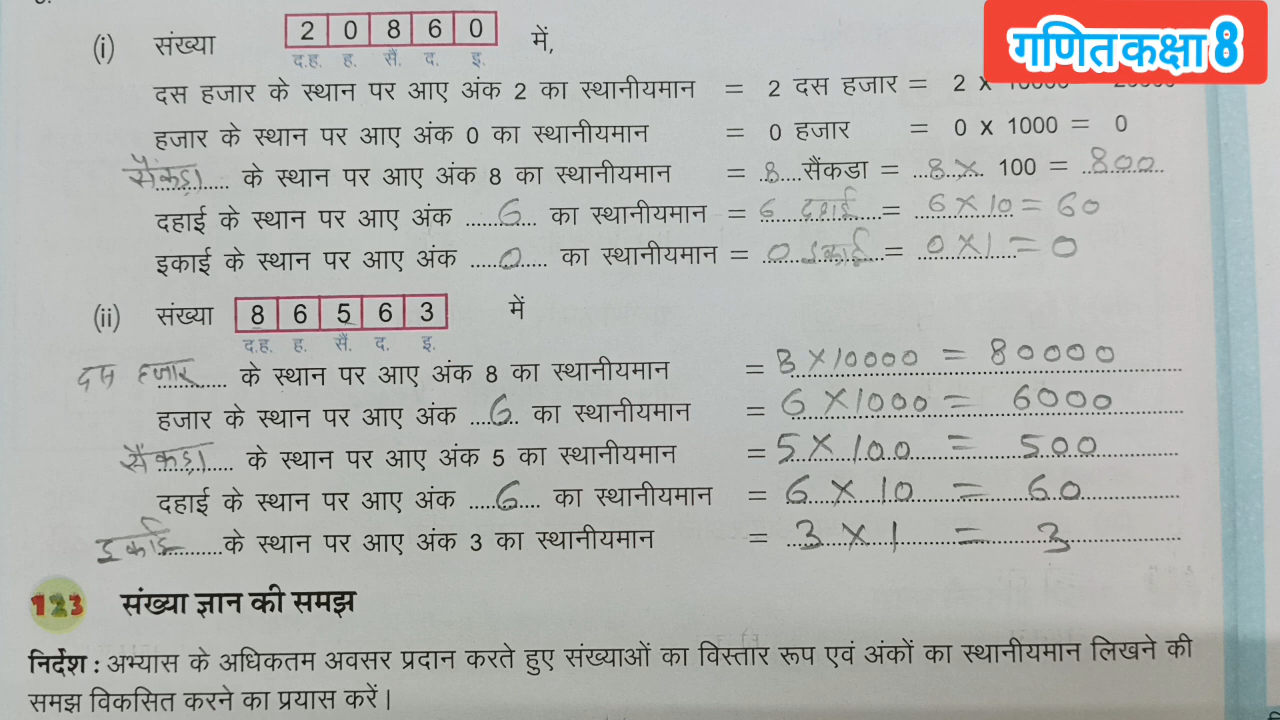 गणित कक्षा 8
(i) संख्या 2 0 8 6 0 में,
द.ह. ह. सैं. द. इ.
दस हजार के स्थान पर आए अंक 2 का स्थानीयमान = 2 दस हजार = 2 x 10000 = 20000
हजार के स्थान पर आए अंक 0 का स्थानीयमान = 0 हजार = 0 x 1000 = 0
सैंकड़ा के स्थान पर आए अंक 8 का स्थानीयमान = 8 सैंकडा = 8 x 100 = 800
दहाई के स्थान पर आए अंक 6 का स्थानीयमान = 6 दहाई = 6 x 10 = 60
इकाई के स्थान पर आए अंक 0 का स्थानीयमान = 0 इकाई = 0 x 1 = 0
(ii) संख्या 8 6 5 6 3 में
द.ह. ह. सैं. द. इ.
दस हजार के स्थान पर आए अंक 8 का स्थानीयमान = 8 x 10000 = 80000
हजार के स्थान पर आए अंक 6 का स्थानीयमान = 6 x 1000 = 6000
सैंकड़ा के स्थान पर आए अंक 5 का स्थानीयमान = 5 x 100 = 500
दहाई के स्थान पर आए अंक 6 का स्थानीयमान = 6 x 10 = 60
इकाई के स्थान पर आए अंक 3 का स्थानीयमान = 3 x 1 = 3
123 संख्या ज्ञान की समझ
निर्देश : अभ्यास के अधिकतम अवसर प्रदान करते हुए संख्याओं का विस्तार रूप एवं अंकों का स्थानीयमान लिखने की
समझ विकसित करने का प्रयास करें।